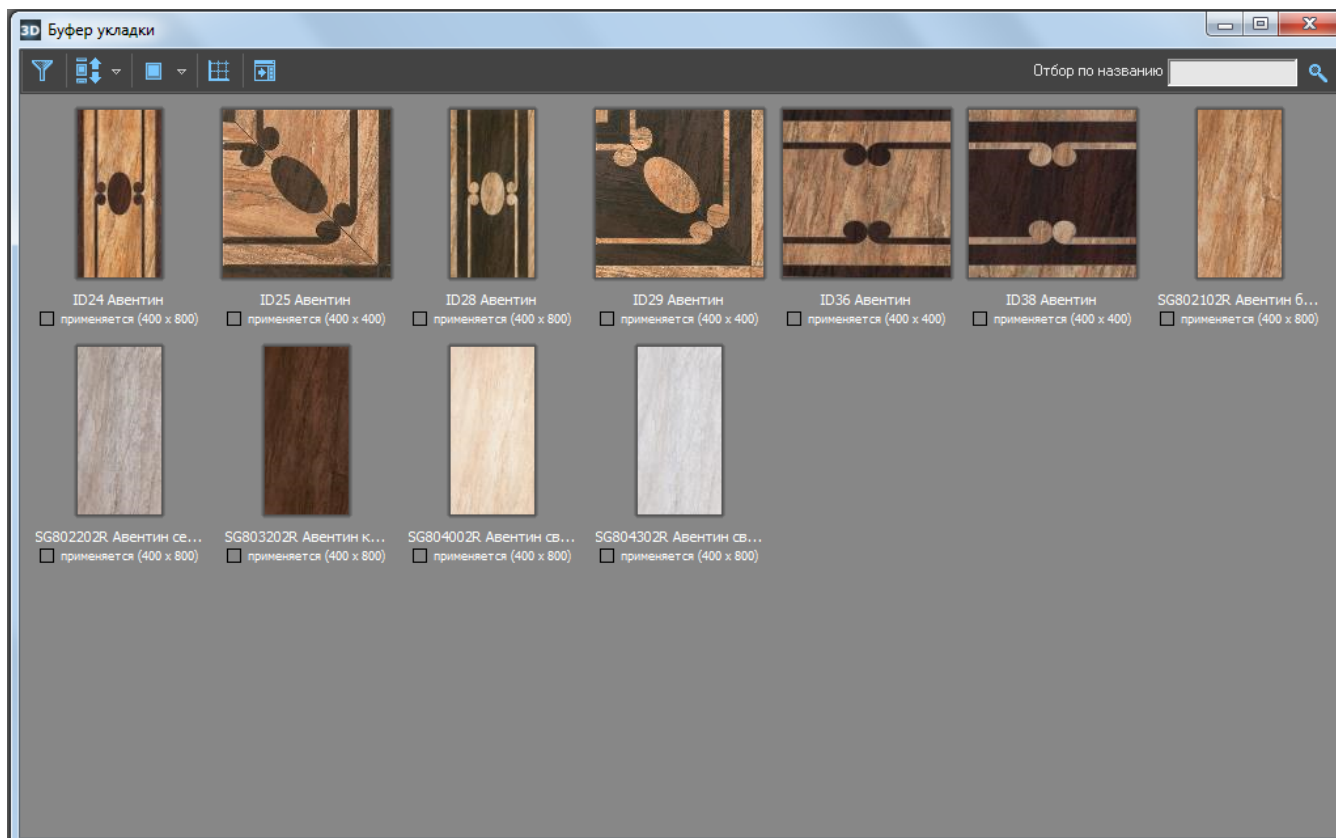 3D Буфер укладки
Отбор по названию
ID24 Авентин
применяется (400 x 800)
ID25 Авентин
применяется (400 x 400)
ID28 Авентин
применяется (400 x 800)
ID29 Авентин
применяется (400 x 400)
ID36 Авентин
применяется (400 x 400)
ID38 Авентин
применяется (400 x 400)
SG802102R Авентин б...
применяется (400 x 800)
SG802202R Авентин се...
применяется (400 x 800)
SG803202R Авентин к...
применяется (400 x 800)
SG804002R Авентин св...
применяется (400 x 800)
SG804302R Авентин св...
применяется (400 x 800)